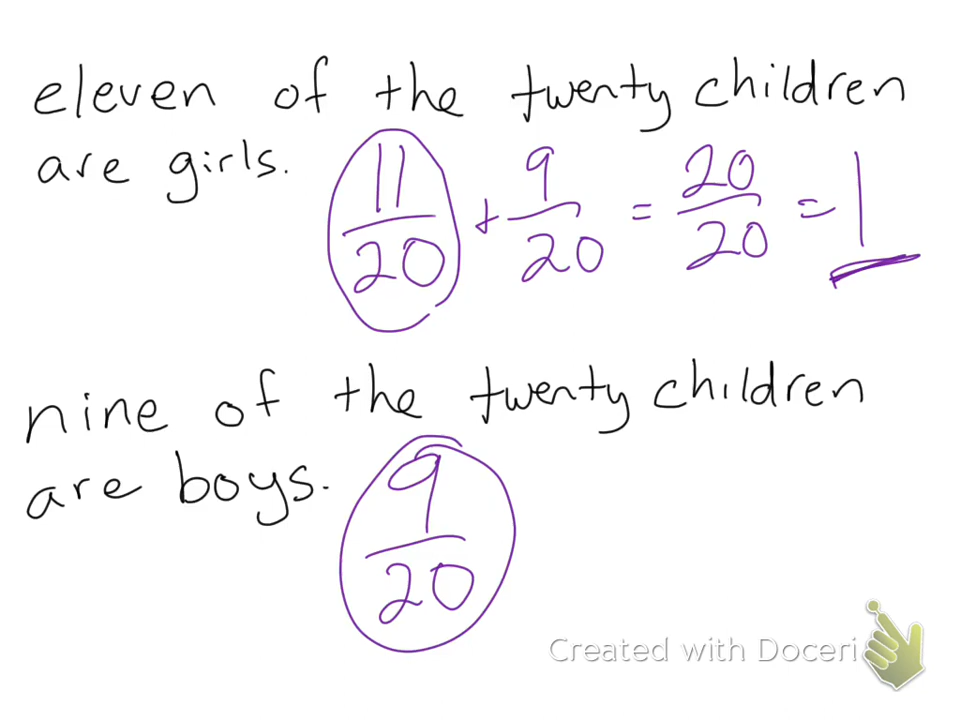 eleven of the twenty children
are girls. 11/20 + 9/20 = 20/20 = 1
nine of the twenty children
are boys. 9/20
Created with Doceri